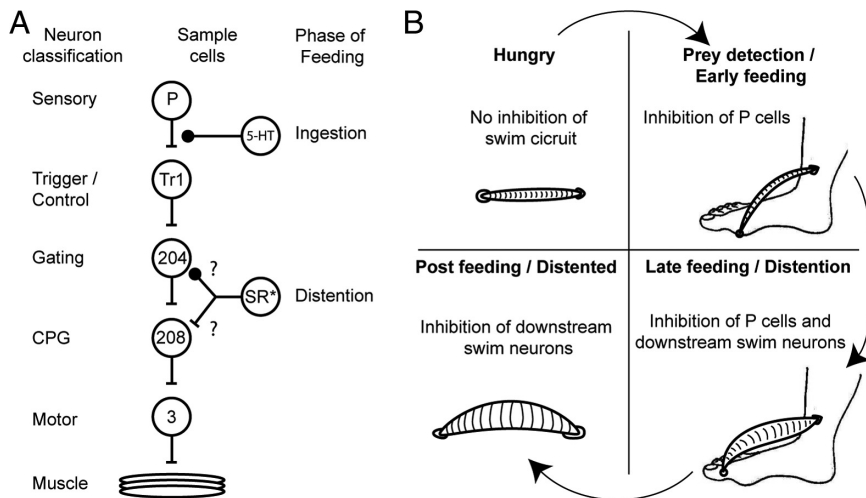 A
Neuron
classification
Sample
cells
Phase of
Feeding
Sensory
P
5-HT
Ingestion
Trigger /
Control
Tr1
Gating
204
?
SR*
Distention
CPG
208
?
Motor
3
Muscle
B
Hungry
No inhibition of
swim cicruit
Prey detection /
Early feeding
Inhibition of P cells
Post feeding / Distented
Inhibition of downstream
swim neurons
Late feeding / Distention
Inhibition of P cells and
downstream swim neurons